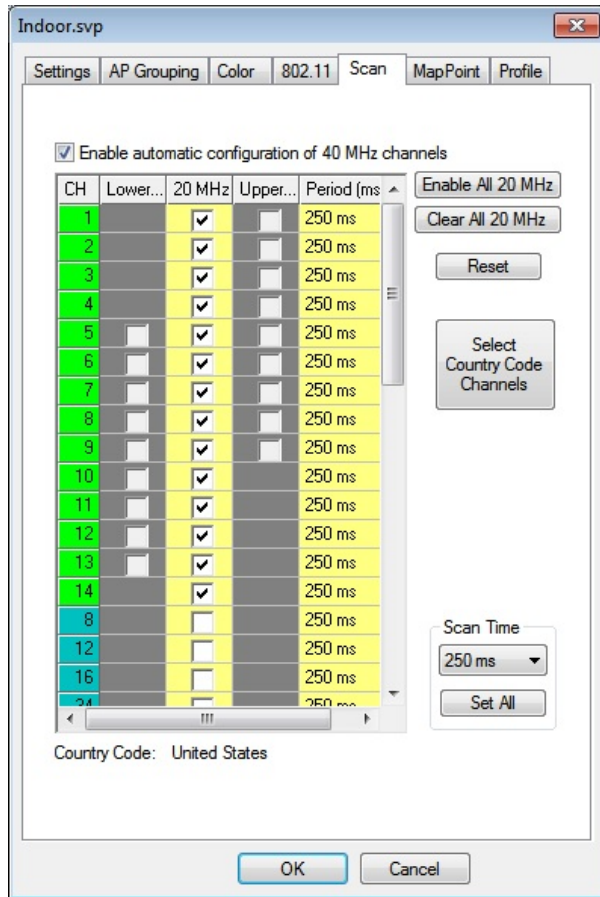 Indoor.svp
Settings AP Grouping Color 802.11 Scan MapPoint Profile
Enable automatic configuration of 40 MHz channels
CH Lower... 20 MHz Upper... Period (ms
1 250 ms
2 250 ms
3 250 ms
4 250 ms
5 250 ms
6 250 ms
7 250 ms
8 250 ms
9 250 ms
10 250 ms
11 250 ms
12 250 ms
13 250 ms
14 250 ms
8 250 ms
12 250 ms
16 250 ms
34 250 ms
Enable All 20 MHz
Clear All 20 MHz
Reset
Select
Country Code
Channels
Scan Time
250 ms
Set All
Country Code: United States
OK Cancel